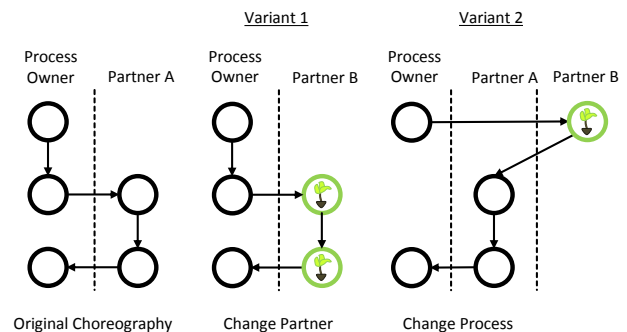 Variant 1
Variant 2
Process
Owner
Partner A
Process
Owner
Partner B
Process
Owner
Partner A
Partner B
Original Choreography
Change Partner
Change Process